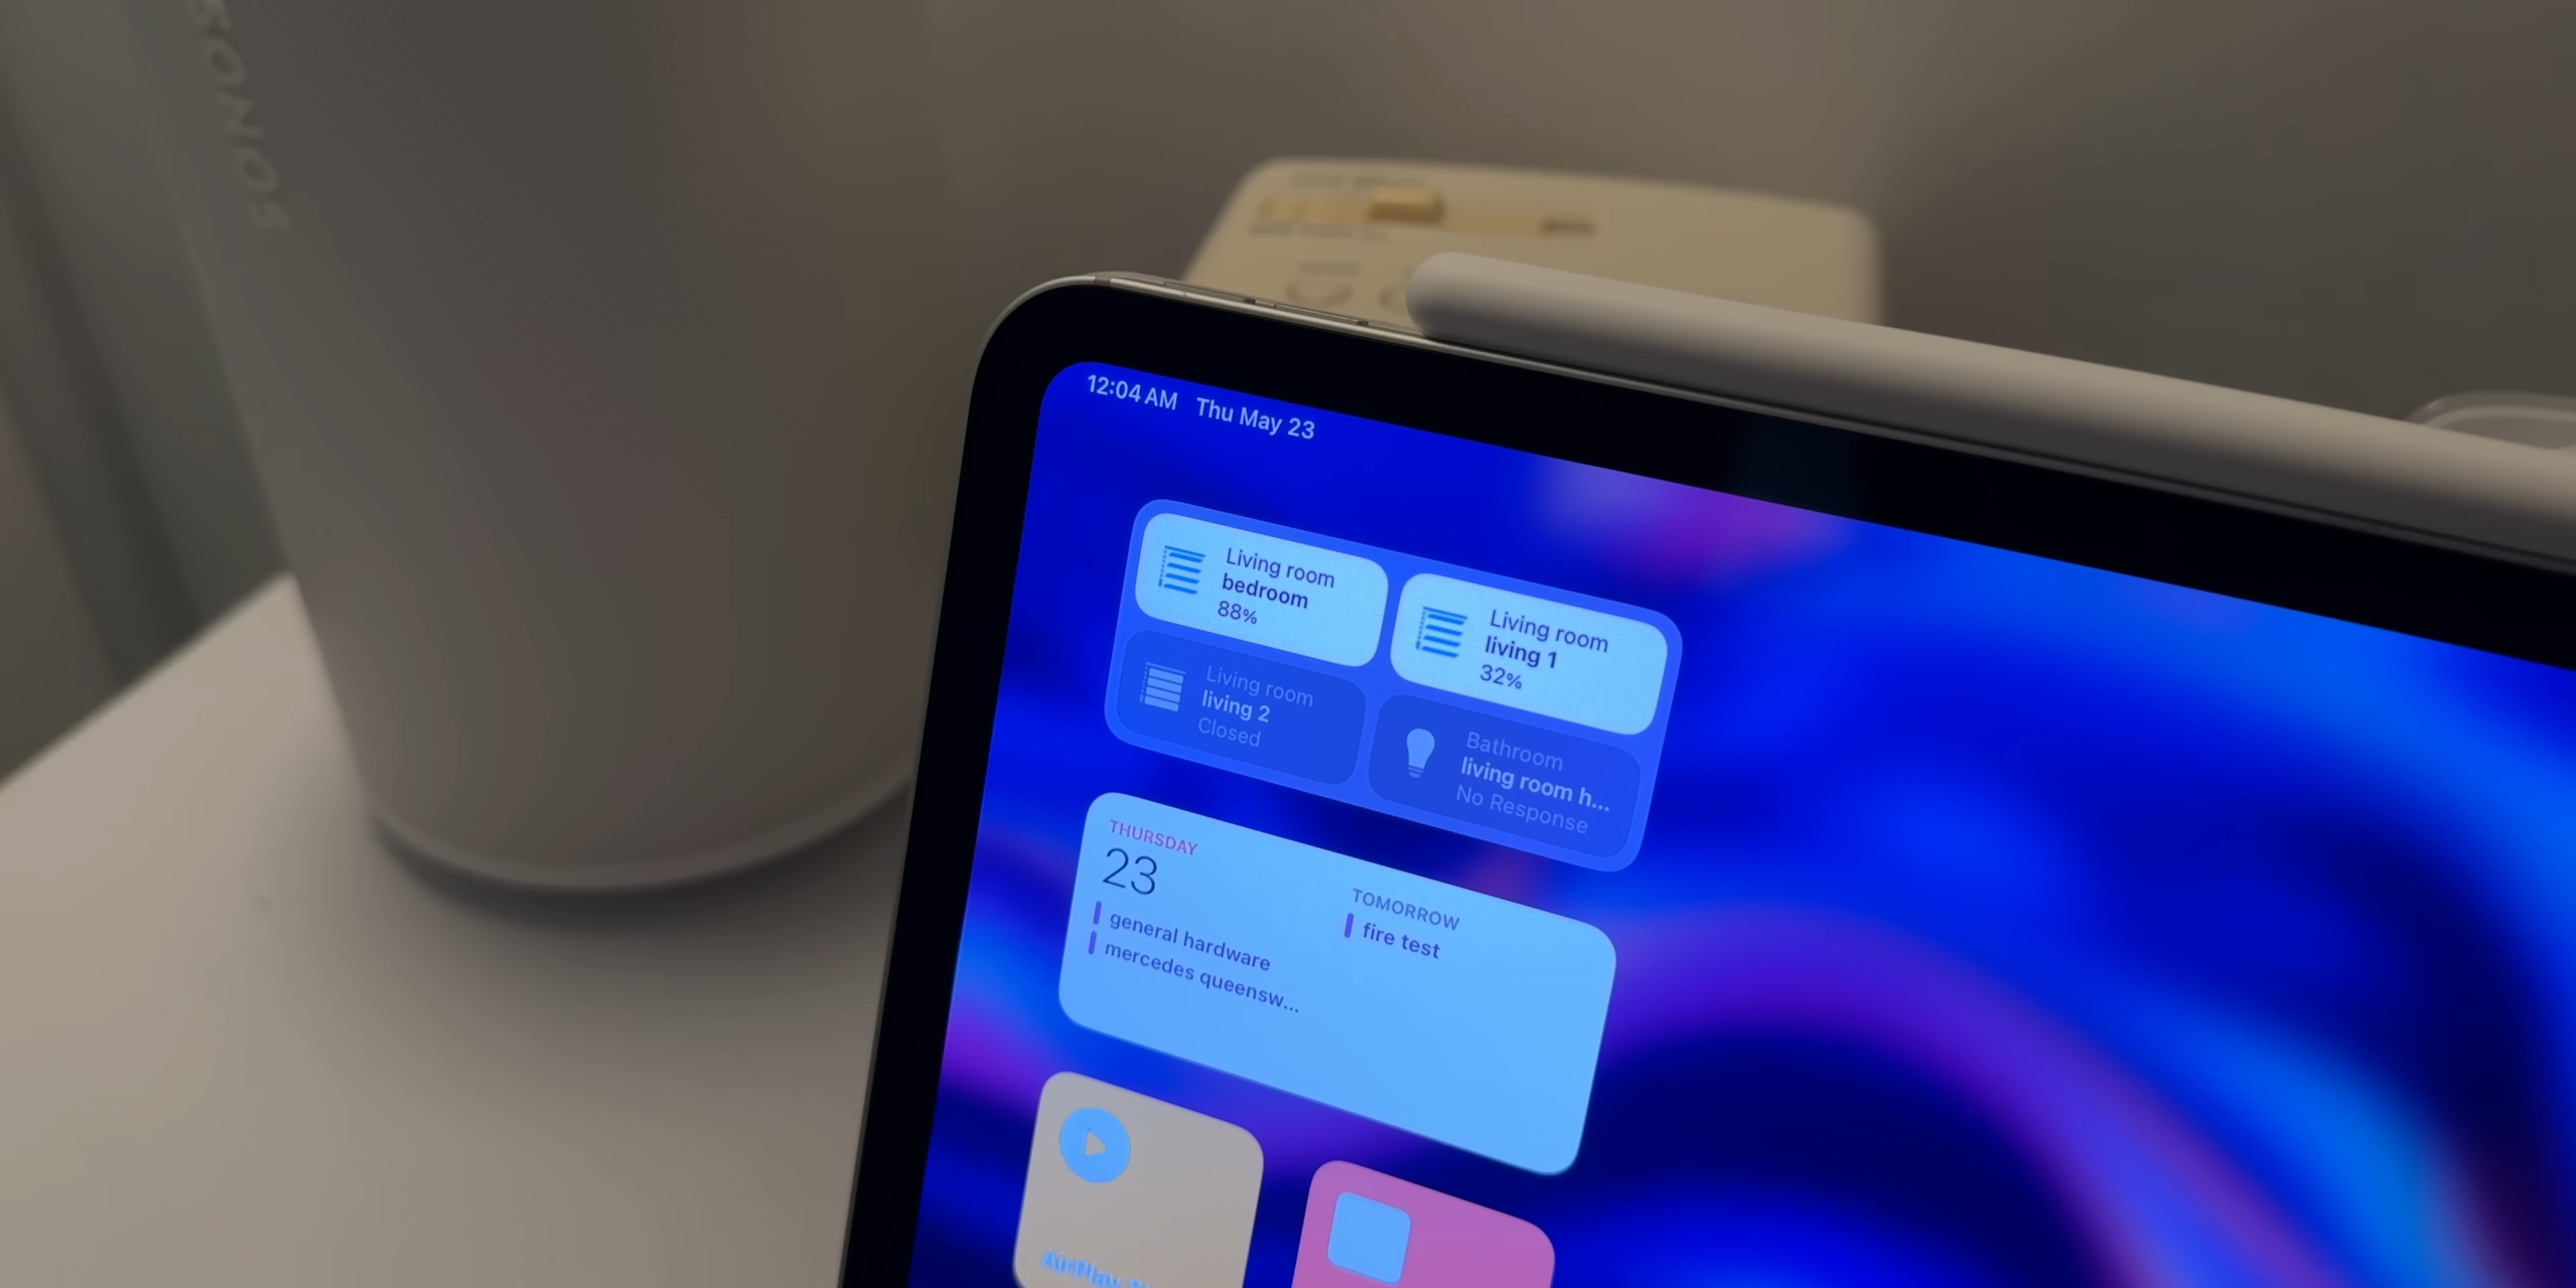 SONOS
12:04 AM Thu May 23
Living room
bedroom
88%
Living room
living 1
32%
Living room
living 2
Closed
Bathroom
living room h...
No Response
THURSDAY
23
general hardware
mercedes queensw...
TOMORROW
fire test
AirPlay